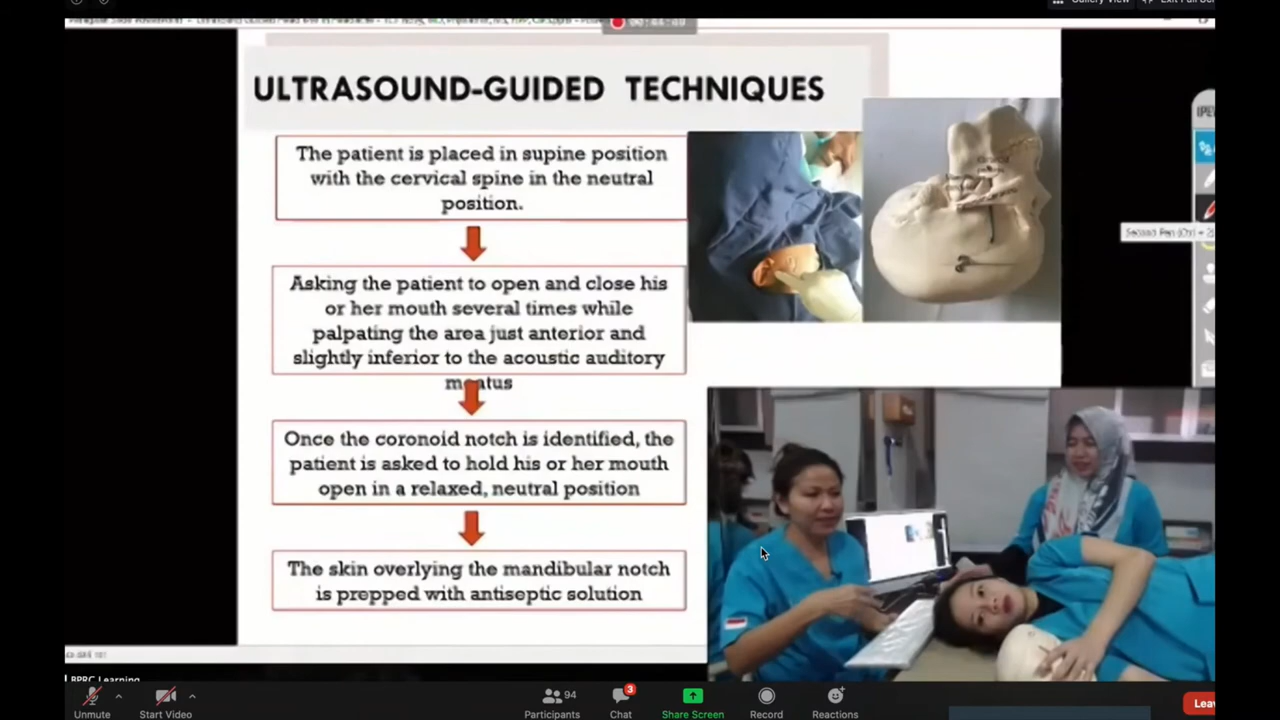 Gallery View
ULTRASOUND-GUIDED TECHNIQUES
The patient is placed in supine position
with the cervical spine in the neutral
position.
Asking the patient to open and close his
or her mouth several times while
palpating the area just anterior and
slightly inferior to the acoustic auditory
Once the coronoid notch is identified, the
patient is asked to hold his or her mouth
open in a relaxed, neutral position
The skin overlying the mandibular notch
is prepped with antiseptic solution
BPRC Learning
Unmute
Start Video
94
Participants
3
Chat
Share Screen
Record
Reactions